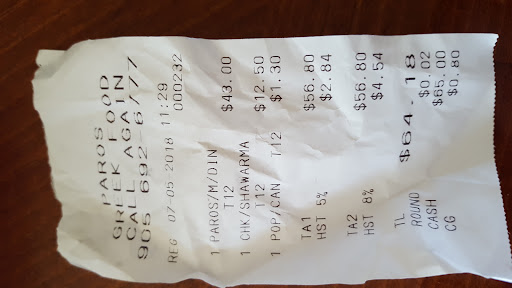 PAROS
GREEK FOOD
CALL AGAIN
905 692-6777
REG 07-05-2018 11:29
000232
1 PAROS/M/DIN $43.00
T12
1 CHK/SHAWARMA $12.50
T12
1 POP/CAN T12 $1.30
TA1 $56.80
HST 5% $2.84
TA2 $56.80
HST 8% $4.54
TL $64.18
ROUND $0.02
CASH $65.00
CG $0.80